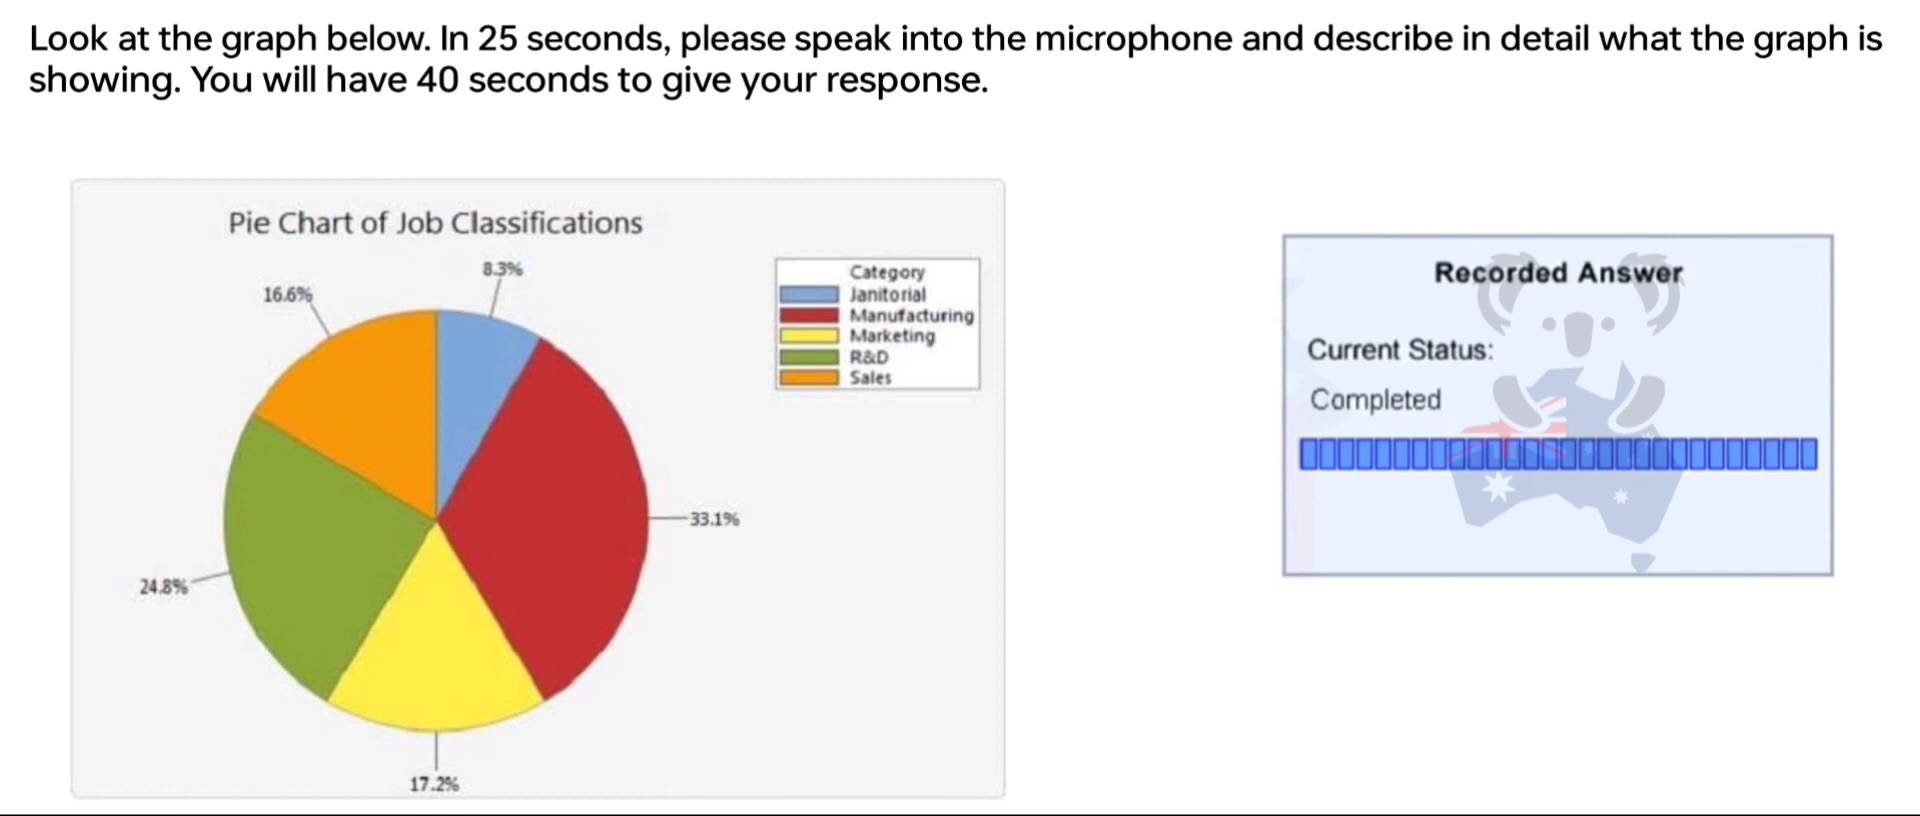 Look at the graph below. In 25 seconds, please speak into the microphone and describe in detail what the graph is
showing. You will have 40 seconds to give your response.
Pie Chart of Job Classifications
8.3%
16.6%
33.1%
24.8%
17.2%
Category
Janitorial
Manufacturing
Marketing
R&D
Sales
Recorded Answer
Current Status:
Completed